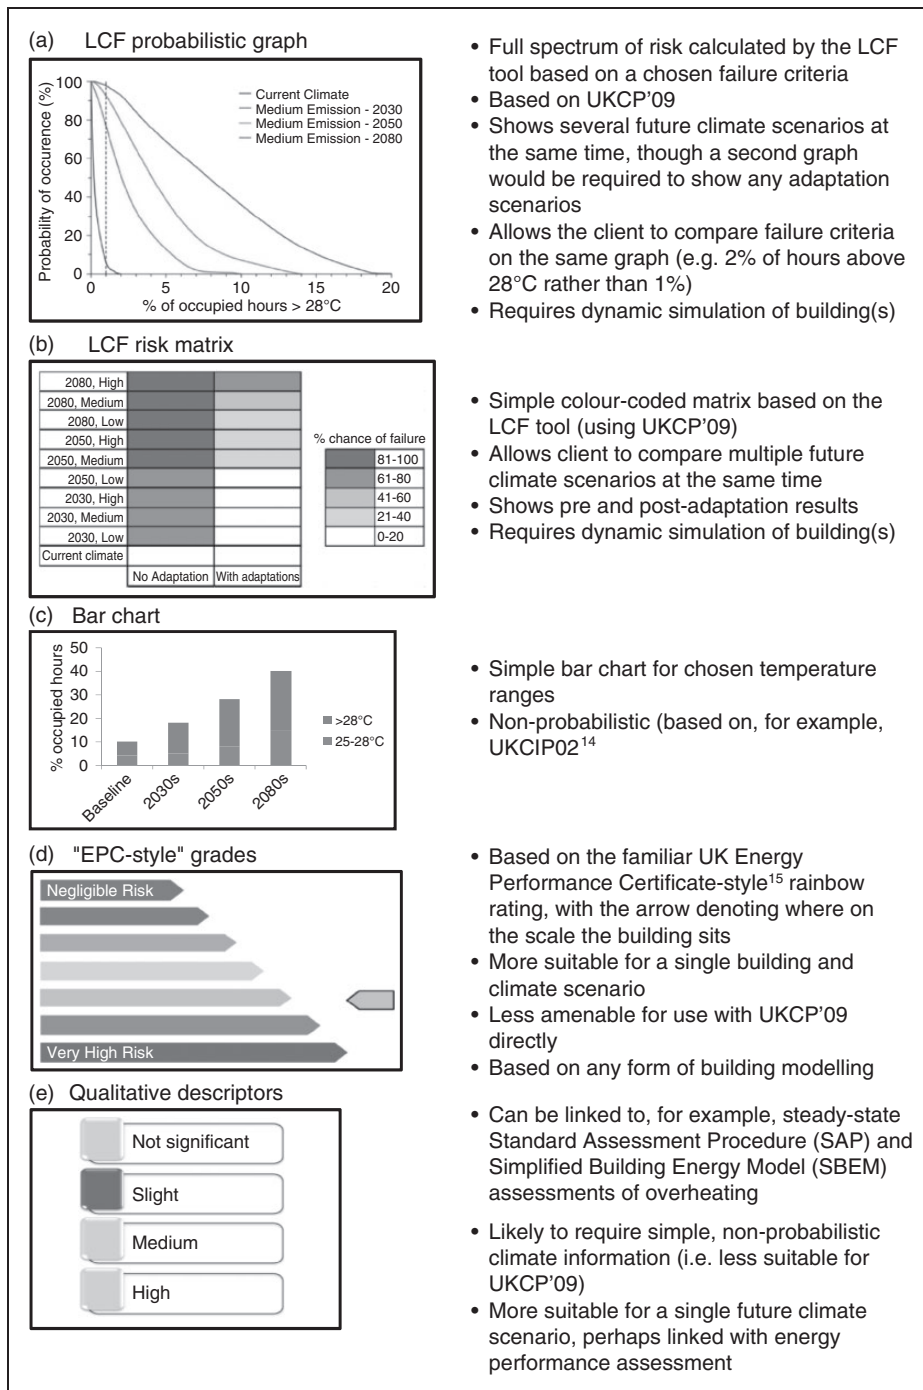 (a) LCF probabilistic graph
Probability of occurence (%)
100
80
60
40
20
0
0 5 10 15 20
% of occupied hours > 28°C
Current Climate
Medium Emission - 2030
Medium Emission - 2050
Medium Emission - 2080
• Full spectrum of risk calculated by the LCF
tool based on a chosen failure criteria
• Based on UKCP'09
• Shows several future climate scenarios at
the same time, though a second graph
would be required to show any adaptation
scenarios
• Allows the client to compare failure criteria
on the same graph (e.g. 2% of hours above
28°C rather than 1%)
• Requires dynamic simulation of building(s)
(b) LCF risk matrix
2080, High
2080, Medium
2080, Low
2050, High
2050, Medium
2050, Low
2030, High
2030, Medium
2030, Low
Current climate
No Adaptation With adaptations
% chance of failure
81-100
61-80
41-60
21-40
0-20
• Simple colour-coded matrix based on the
LCF tool (using UKCP'09)
• Allows client to compare multiple future
climate scenarios at the same time
• Shows pre and post-adaptation results
• Requires dynamic simulation of building(s)
(c) Bar chart
% occupied hours
50
40
30
20
10
0
Baseline
2030s
2050s
2080s
>28°C
25-28°C
• Simple bar chart for chosen temperature
ranges
• Non-probabilistic (based on, for example,
UKCIP02¹⁴
(d) "EPC-style" grades
Negligible Risk
Very High Risk
• Based on the familiar UK Energy
Performance Certificate-style¹⁵ rainbow
rating, with the arrow denoting where on
the scale the building sits
• More suitable for a single building and
climate scenario
• Less amenable for use with UKCP'09
directly
• Based on any form of building modelling
(e) Qualitative descriptors
Not significant
Slight
Medium
High
• Can be linked to, for example, steady-state
Standard Assessment Procedure (SAP) and
Simplified Building Energy Model (SBEM)
assessments of overheating
• Likely to require simple, non-probabilistic
climate information (i.e. less suitable for
UKCP'09)
• More suitable for a single future climate
scenario, perhaps linked with energy
performance assessment